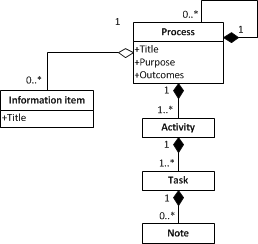 0..*
1
Process
1
+Title
+Purpose
+Outcomes
0..*
1
Information item
+Title
1..*
Activity
1
1..*
Task
1
0..*
Note